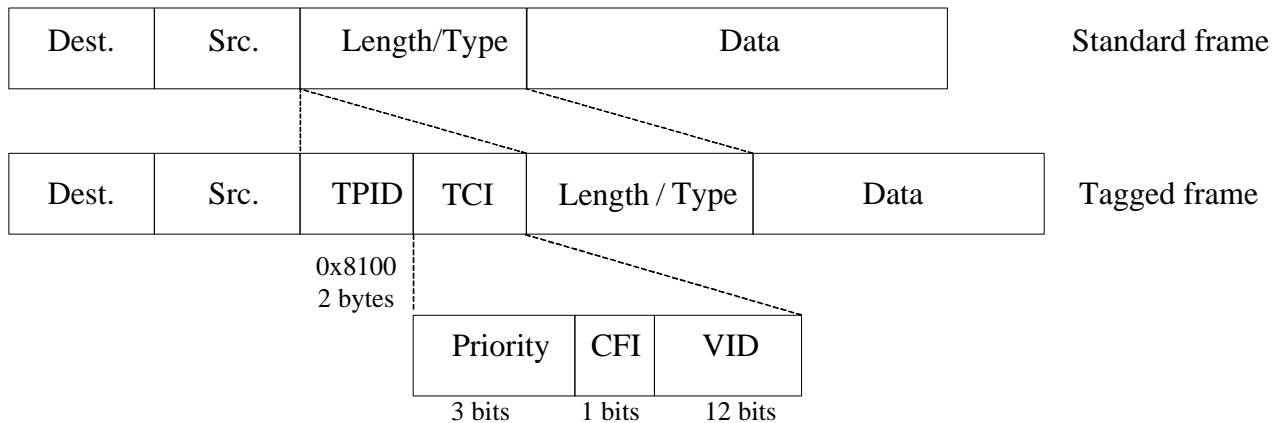 Dest. Src. Length/Type Data Standard frame
Dest. Src. TPID TCI Length / Type Data Tagged frame
0x8100
2 bytes
Priority CFI VID
3 bits 1 bits 12 bits